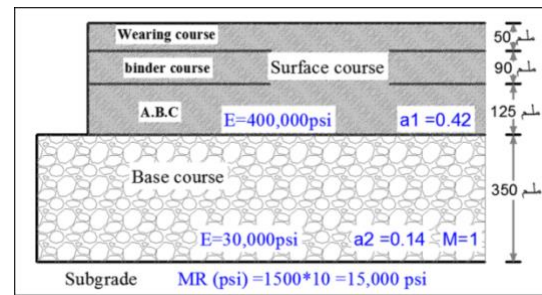 Wearing course
50 ملم
binder course
Surface course
90 ملم
A.B.C
E=400,000psi
a1 =0.42
125 ملم
Base course
350 ملم
E=30,000psi
a2=0.14 M=1
Subgrade MR (psi) =1500*10 =15,000 psi